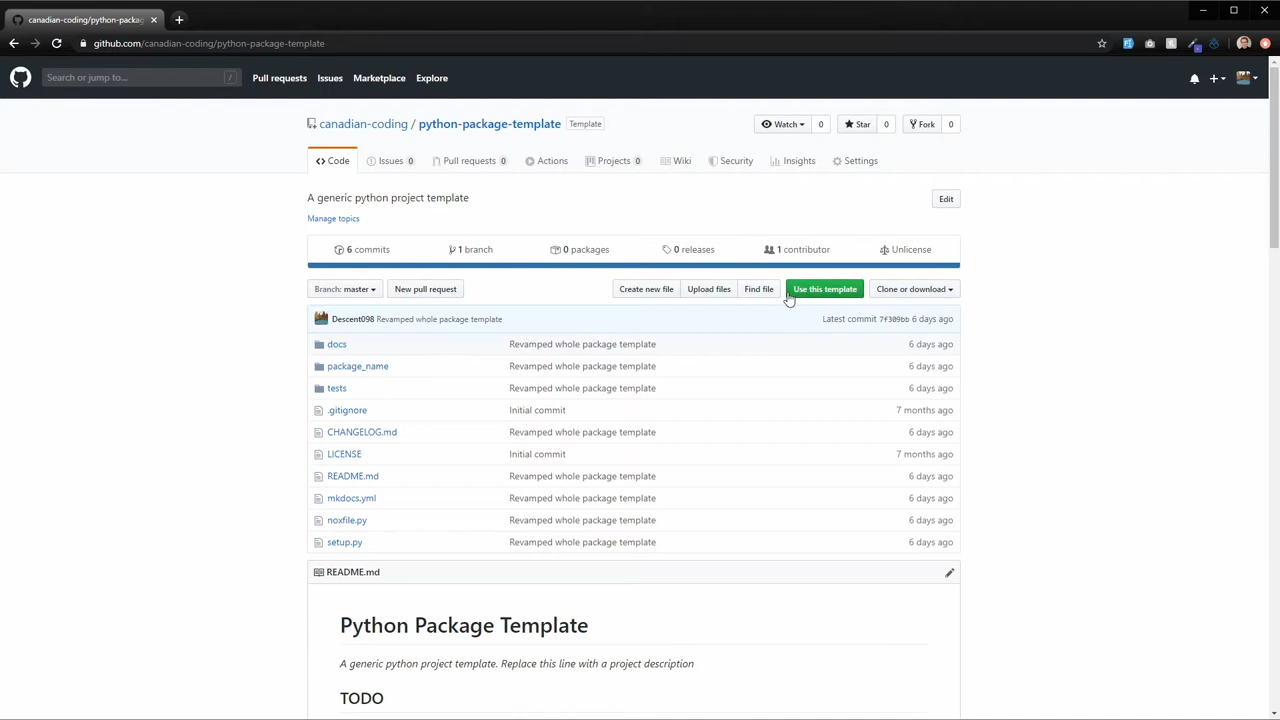 canadian-coding/python-packag
github.com/canadian-coding/python-package-template
Search or jump to... /
Pull requests Issues Marketplace Explore
canadian-coding / python-package-template Template
Watch 0 Star 0 Fork 0
Code Issues 0 Pull requests 0 Actions Projects 0 Wiki Security Insights Settings
A generic python project template
Edit
Manage topics
6 commits 1 branch 0 packages 0 releases 1 contributor Unlicense
Branch: master New pull request Create new file Upload files Find file Use this template Clone or download
Descent098 Revamped whole package template Latest commit 7f309bb 6 days ago
docs Revamped whole package template 6 days ago
package_name Revamped whole package template 6 days ago
tests Revamped whole package template 6 days ago
.gitignore Initial commit 7 months ago
CHANGELOG.md Revamped whole package template 6 days ago
LICENSE Initial commit 7 months ago
README.md Revamped whole package template 6 days ago
mkdocs.yml Revamped whole package template 6 days ago
noxfile.py Revamped whole package template 6 days ago
setup.py Revamped whole package template 6 days ago
README.md
Python Package Template
A generic python project template. Replace this line with a project description
TODO